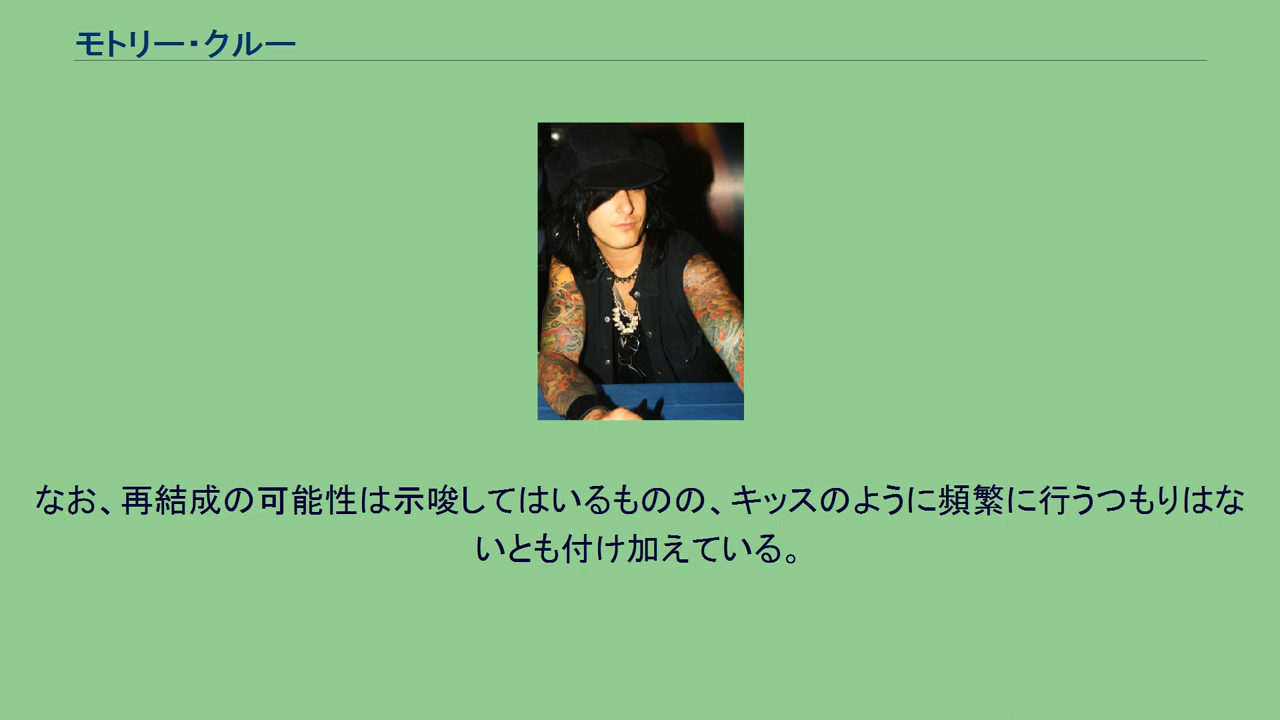 モトリー・クルー
なお、再結成の可能性は示唆してはいるものの、キッスのように頻繁に行うつもりはな
いとも付け加えている。